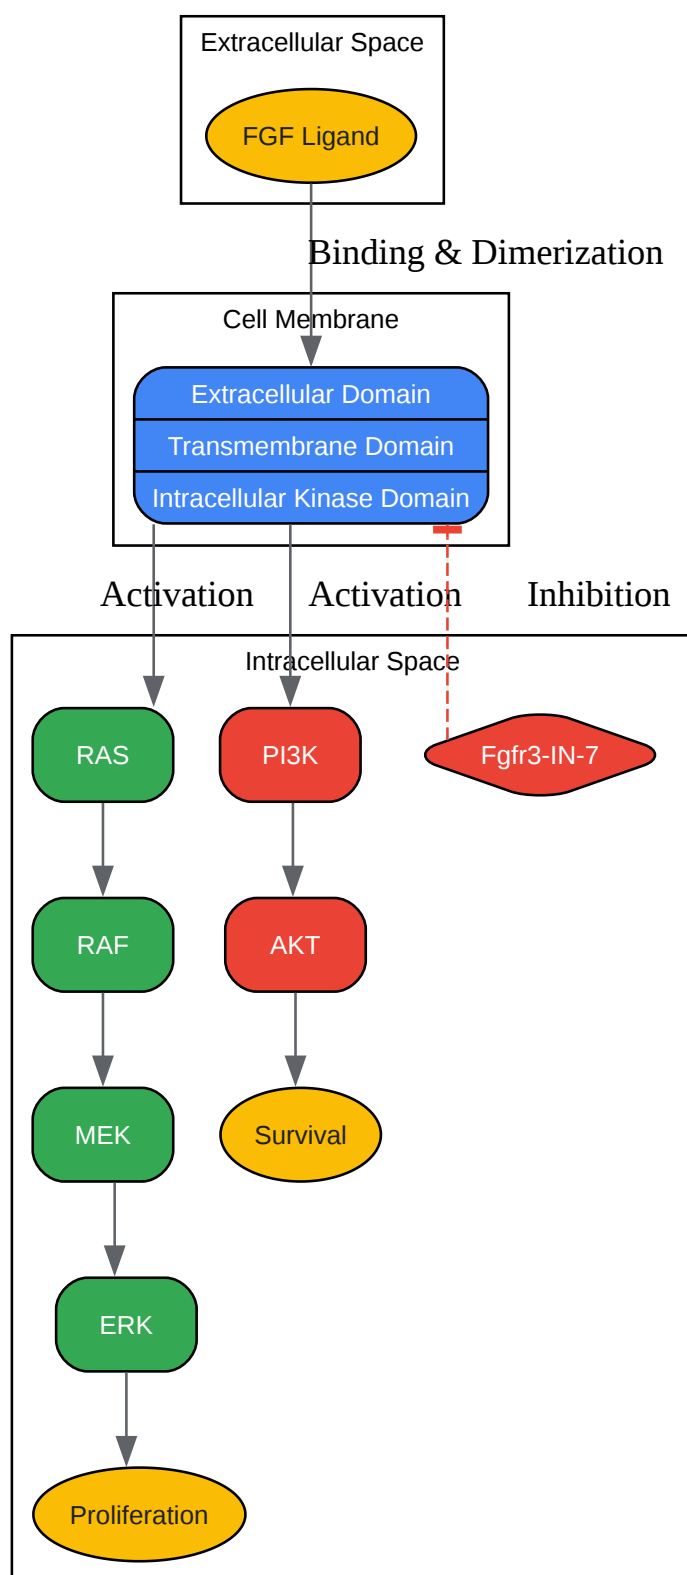 Extracellular Space
FGF Ligand
Binding & Dimerization
Cell Membrane
Extracellular Domain
Transmembrane Domain
Intracellular Kinase Domain
Activation
Activation
Inhibition
Intracellular Space
RAS
PI3K
Fgfr3-IN-7
RAF
AKT
MEK
Survival
ERK
Proliferation